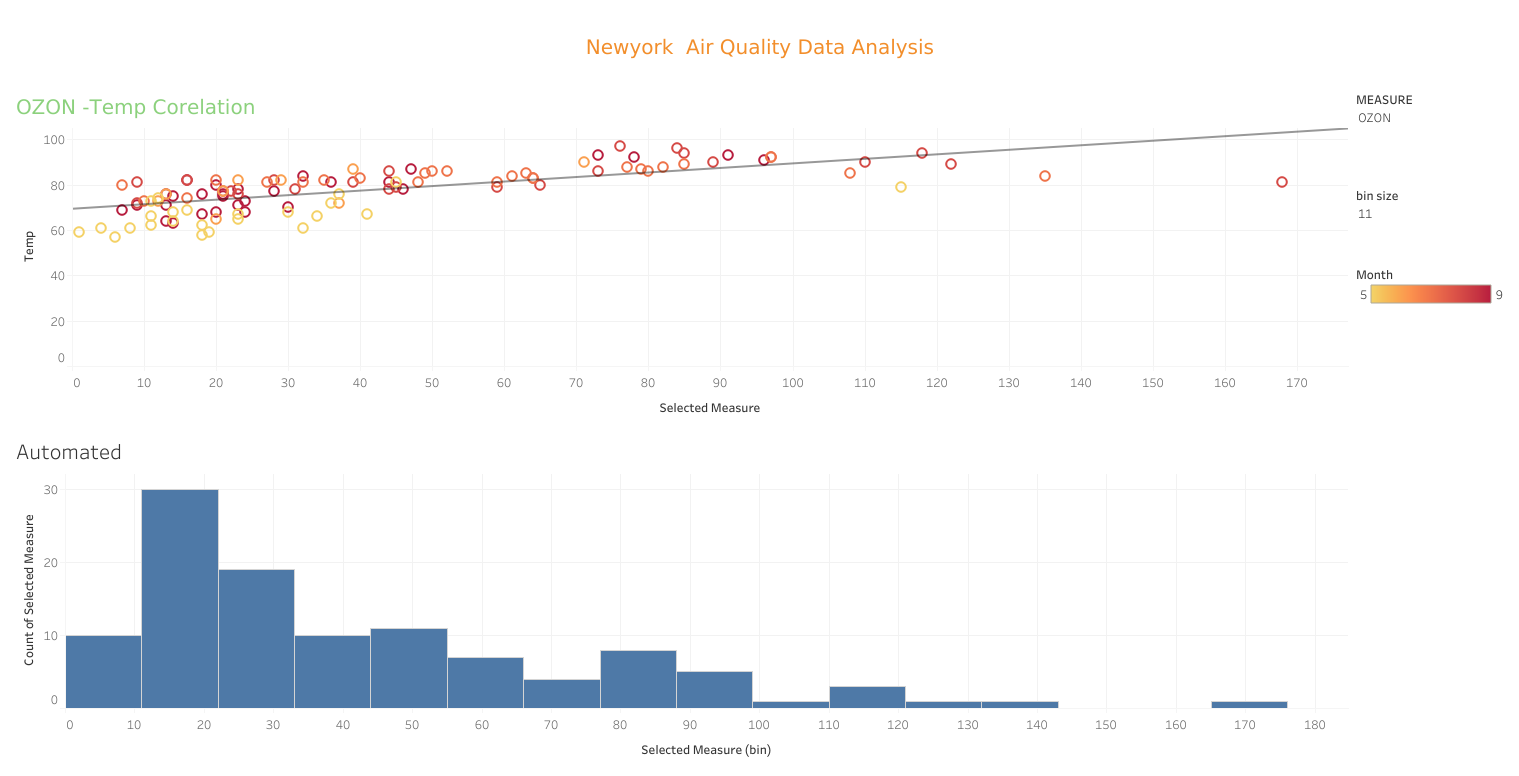 Newyork  Air Quality Data Analysis
OZON -Temp Corelation
MEASURE
OZON
bin size
11
Month
5 9
Temp
100
80
60
40
20
0
0 10 20 30 40 50 60 70 80 90 100 110 120 130 140 150 160 170
Selected Measure
Automated
Count of Selected Measure
30
20
10
0
0 10 20 30 40 50 60 70 80 90 100 110 120 130 140 150 160 170 180
Selected Measure (bin)